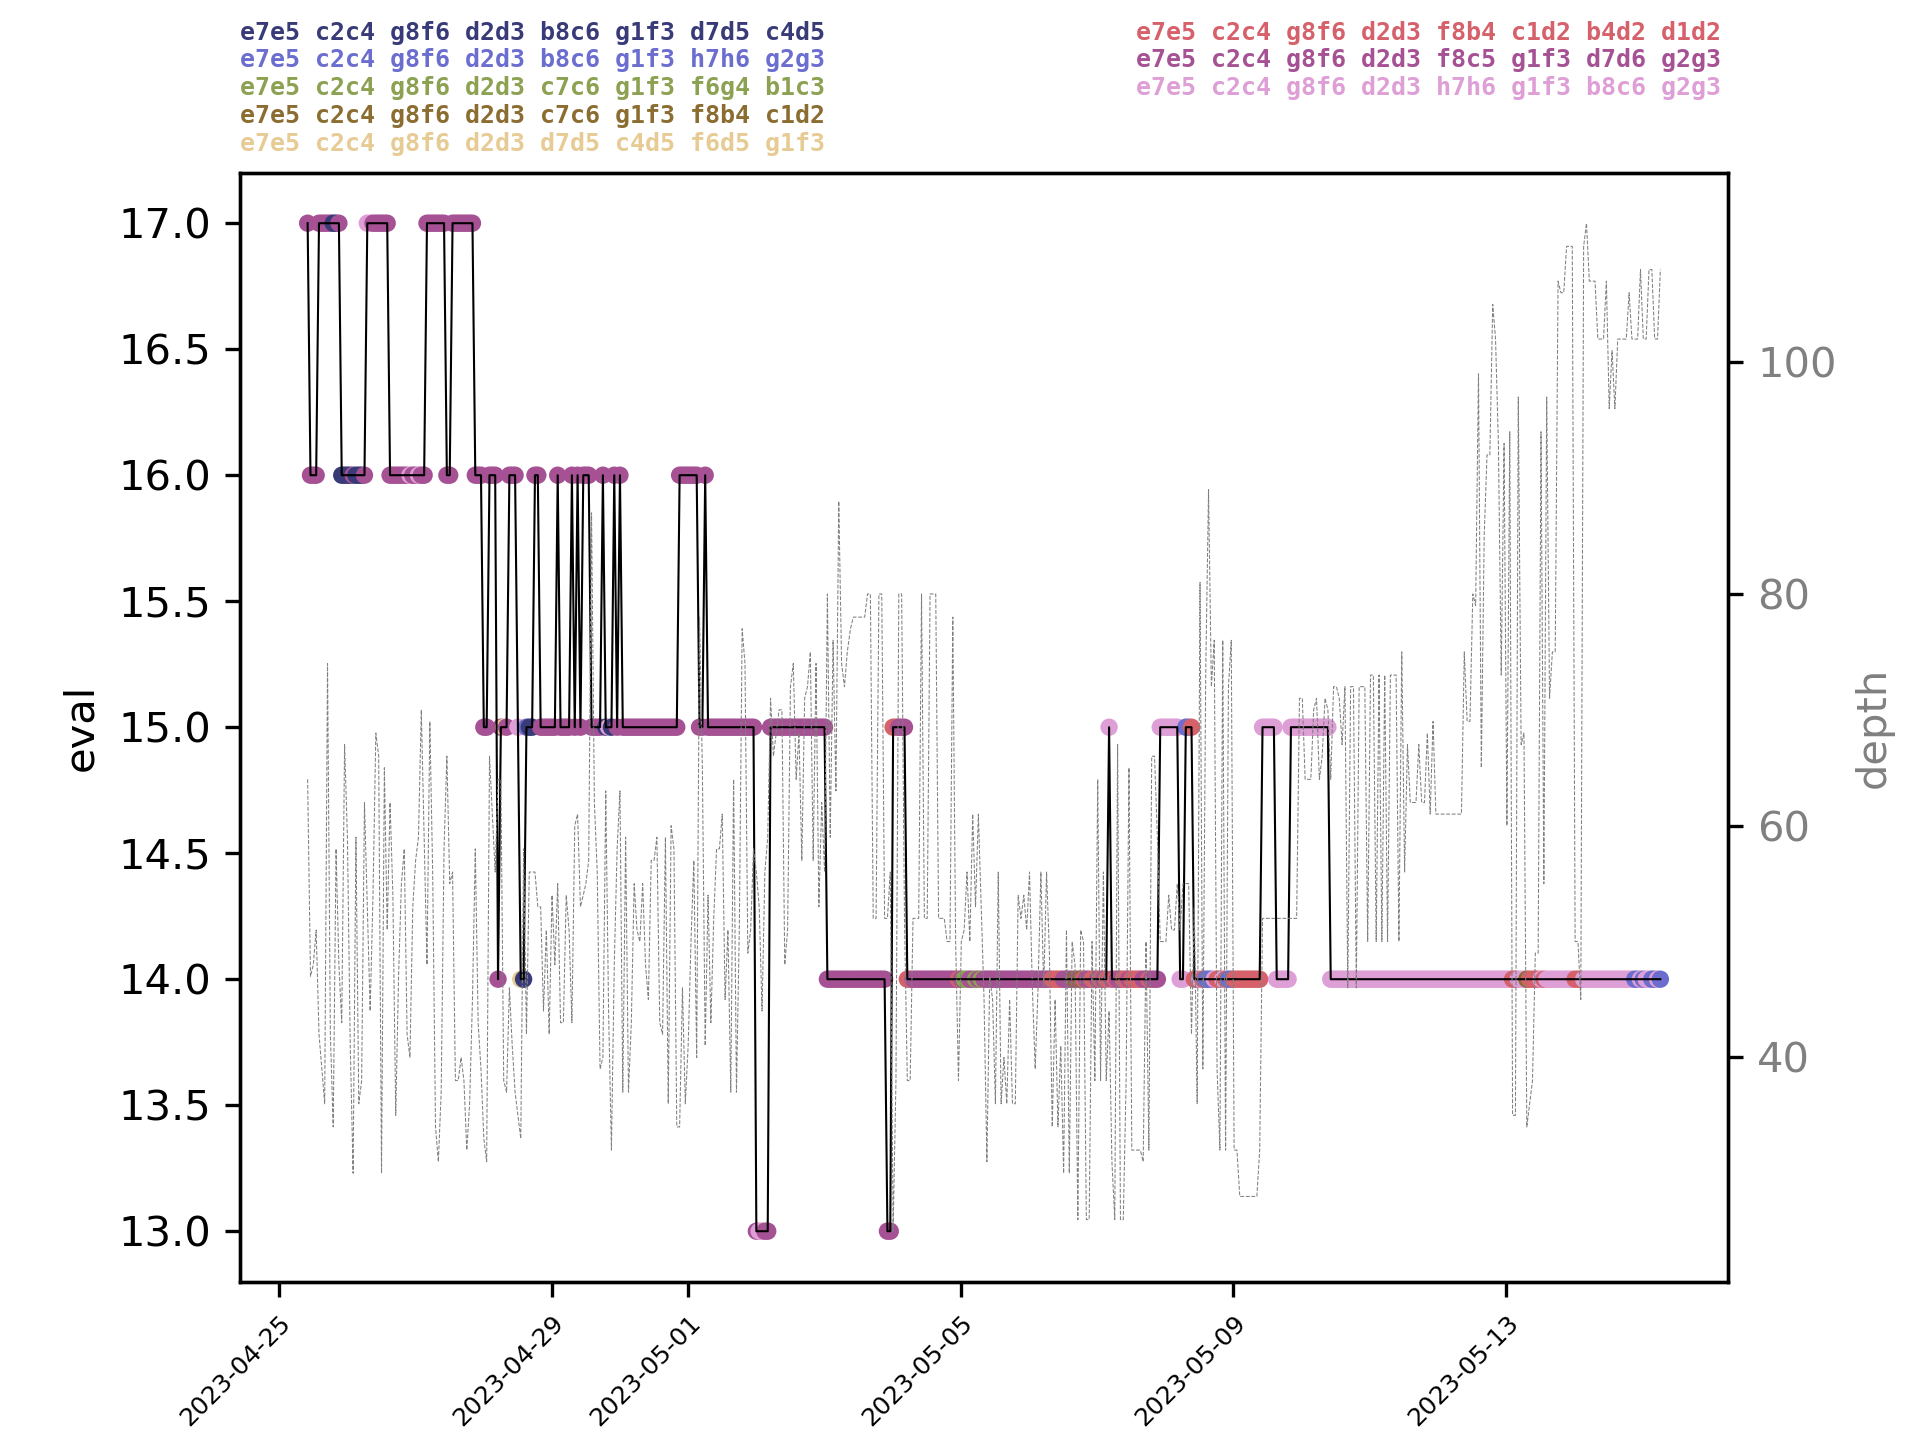 e7e5 c2c4 g8f6 d2d3 b8c6 g1f3 d7d5 c4d5
e7e5 c2c4 g8f6 d2d3 b8c6 g1f3 h7h6 g2g3
e7e5 c2c4 g8f6 d2d3 c7c6 g1f3 f6g4 b1c3
e7e5 c2c4 g8f6 d2d3 c7c6 g1f3 f8b4 c1d2
e7e5 c2c4 g8f6 d2d3 d7d5 c4d5 f6d5 g1f3
e7e5 c2c4 g8f6 d2d3 f8b4 c1d2 b4d2 d1d2
e7e5 c2c4 g8f6 d2d3 f8c5 g1f3 d7d6 g2g3
e7e5 c2c4 g8f6 d2d3 h7h6 g1f3 b8c6 g2g3
17.0
16.5
16.0
15.5
15.0
14.5
14.0
13.5
13.0
eval
100
80
60
40
depth
2023-04-25
2023-04-29
2023-05-01
2023-05-05
2023-05-09
2023-05-13